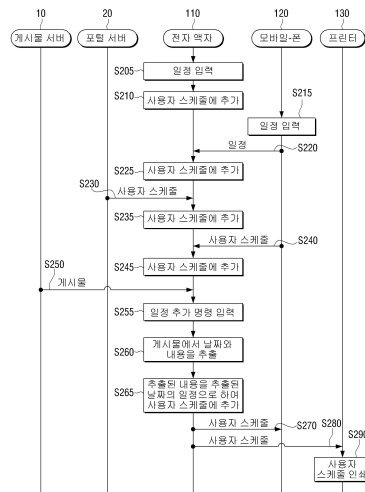 10
20
110
120
130
게시물 서버
포털 서버
전자 액자
모바일-폰
프린터
S205
일정 입력
S210
사용자 스케줄에 추가
S215
일정 입력
일정
S220
S225
사용자 스케줄에 추가
S230
사용자 스케줄
S235
사용자 스케줄에 추가
사용자 스케줄
S240
S245
사용자 스케줄에 추가
S250
게시물
S255
일정 추가 명령 입력
S260
게시물에서 날짜와
내용을 추출
S265
추출된 내용을 추출된
날짜의 일정으로 하여
사용자 스케줄에 추가
사용자 스케줄
S270
사용자 스케줄
S280
S290
사용자
스케줄 인쇄